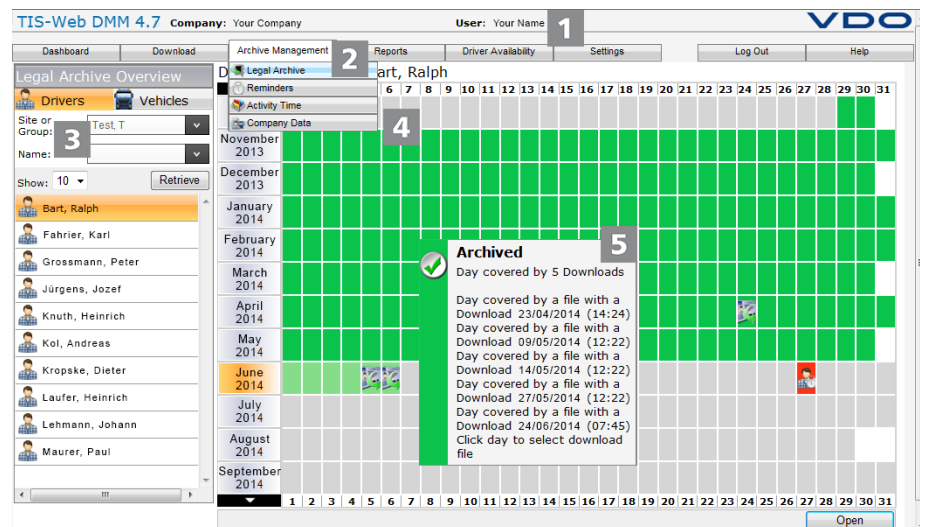 TIS-Web DMM 4.7 Company: Your Company User: Your Name VDO
1
Dashboard Download Archive Management Reports Driver Availability Settings Log Out Help
2
Legal Archive Overview
art, Ralph
Legal Archive
Reminders
Activity Time
Company Data
4
Drivers Vehicles
Site or Group: Test, T
3
Name:
Show: 10 Retrieve
Bart, Ralph
Fahrier, Karl
Grossmann, Peter
Jürgens, Jozef
Knuth, Heinrich
Kol, Andreas
Kropske, Dieter
Laufer, Heinrich
Lehmann, Johann
Maurer, Paul
6 7 8 9 10 11 12 13 14 15 16 17 18 19 20 21 22 23 24 25 26 27 28 29 30 31
November 2013
December 2013
January 2014
February 2014
March 2014
April 2014
May 2014
June 2014
July 2014
August 2014
September 2014
5
Archived
Day covered by 5 Downloads
Day covered by a file with a
Download 23/04/2014 (14:24)
Day covered by a file with a
Download 09/05/2014 (12:22)
Day covered by a file with a
Download 14/05/2014 (12:22)
Day covered by a file with a
Download 27/05/2014 (12:22)
Day covered by a file with a
Download 24/06/2014 (07:45)
Click day to select download
file
1 2 3 4 5 6 7 8 9 10 11 12 13 14 15 16 17 18 19 20 21 22 23 24 25 26 27 28 29 30 31
Open